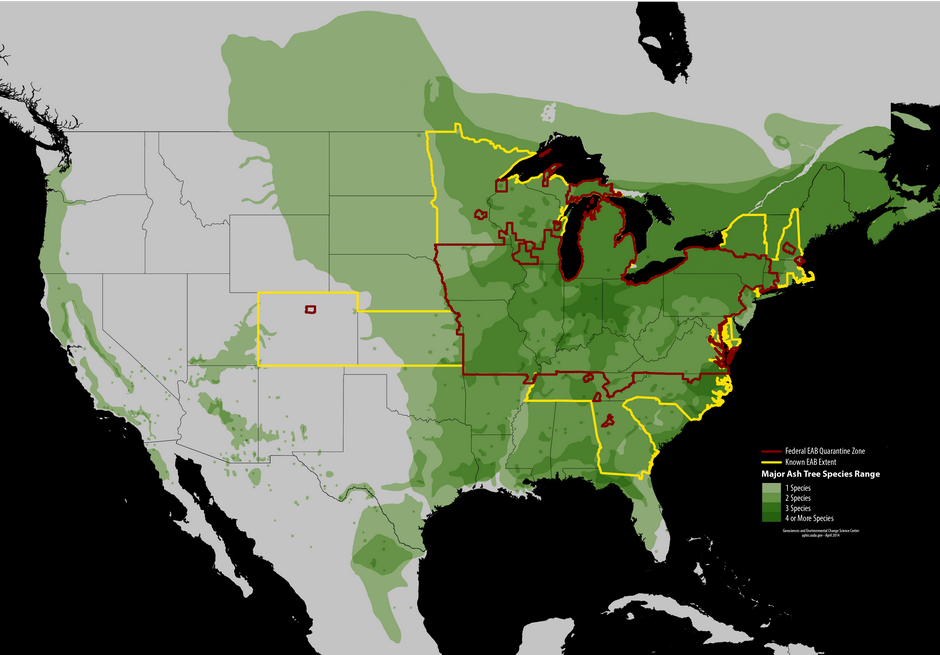 Federal EAB Quarantine Zone
Known EAB Extent
Major Ash Tree Species Range
1 Species
2 Species
3 Species
4 or More Species
Geosciences and Environmental Change Science Center
aphis.usda.gov - April 2014